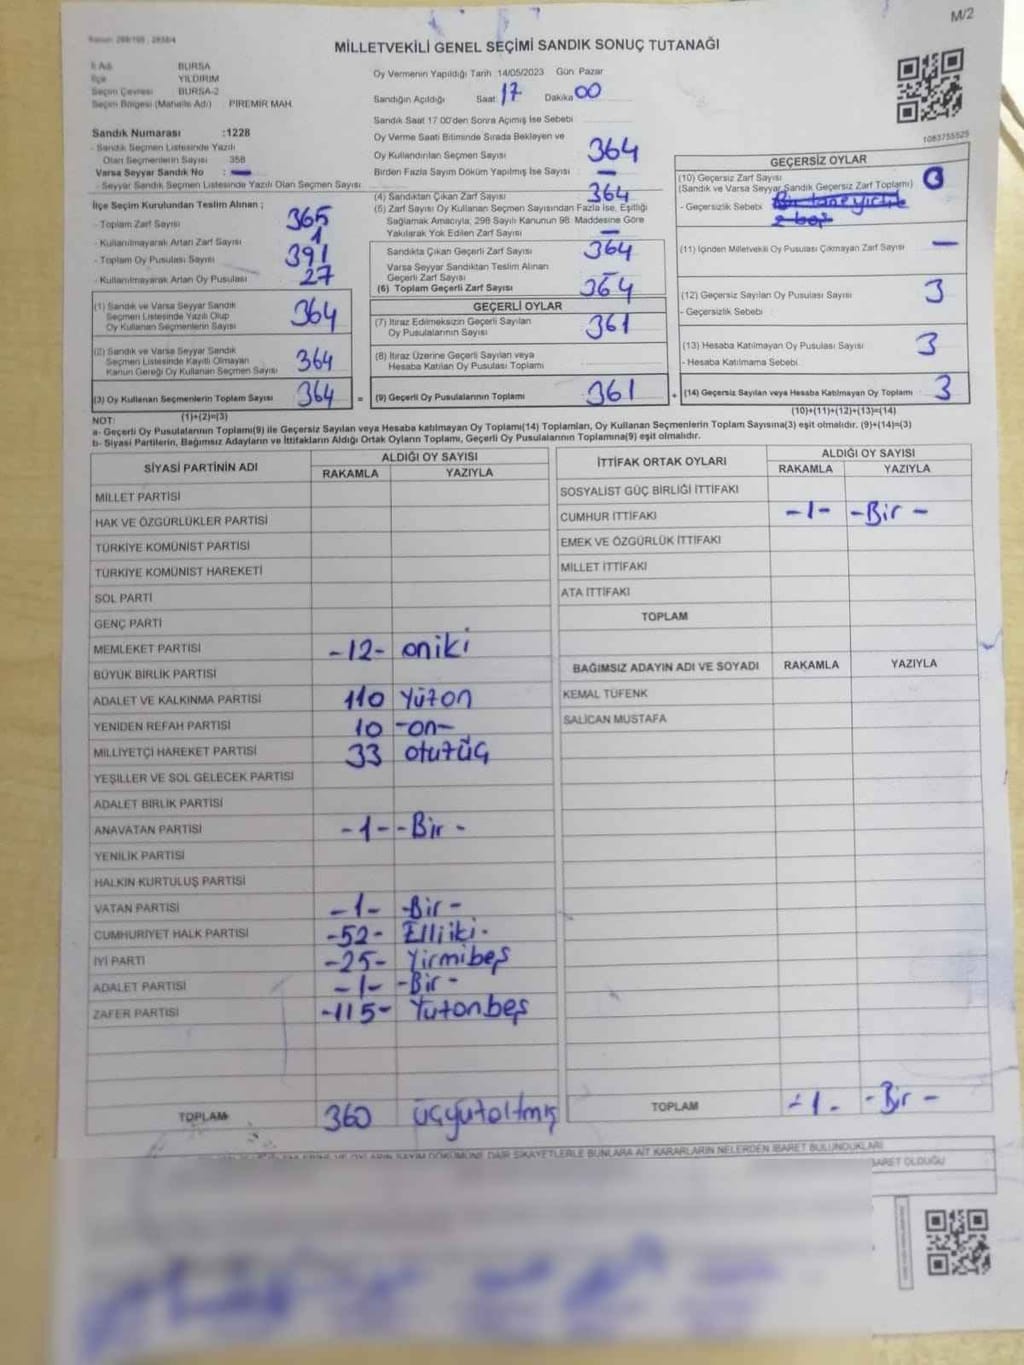 M/2
MİLLETVEKİLİ GENEL SEÇİMİ SANDIK SONUÇ TUTANAĞI
İl Adı BURSA
İlçe YILDIRIM
Seçim Çevresi BURSA-2
Seçim Bölgesi (Mahalle Adı) PIREMIR MAH.
Oy Vermenin Yapıldığı Tarih 14/05/2023 Gün Pazar
Sandığın Açıldığı Saat 17 Dakika 00
Sandık Saat 17.00'den Sonra Açılmış İse Sebebi
1083755525
Sandık Numarası :1228
- Sandık Seçmen Listesinde Yazılı
Olan Seçmenlerin Sayısı 358
Varsa Seyyar Sandık No : -
- Seyyar Sandık Seçmen Listesinde Yazılı Olan Seçmen Sayısı
Oy Verme Saati Bitiminde Sırada Bekleyen ve
Oy Kullandırılan Seçmen Sayısı 364
Birden Fazla Sayım Döküm Yapılmış İse Sayısı -
İlçe Seçim Kurulundan Teslim Alınan ;
- Toplam Zarf Sayısı 365
- Kullanılmayarak Artan Zarf Sayısı 1
- Toplam Oy Pusulası Sayısı 391
- Kullanılmayarak Artan Oy Pusulası 27
(1) Sandık ve Varsa Seyyar Sandık
Seçmen Listesinde Yazılı Olup
Oy Kullanan Seçmenlerin Sayısı 364
(2) Sandık ve Varsa Seyyar Sandık
Seçmen Listesinde Kayıtlı Olmayan
Kanun Gereği Oy Kullanan Seçmen Sayısı 364
(3) Oy Kullanan Seçmenlerin Toplam Sayısı 364 =
(1)+(2)=(3)
(4) Sandıktan Çıkan Zarf Sayısı 364
(5) Zarf Sayısı Oy Kullanan Seçmen Sayısından Fazla İse, Eşitliği
Sağlamak Amacıyla, 298 Sayılı Kanunun 98. Maddesine Göre
Yakılarak Yok Edilen Zarf Sayısı -
Sandıkta Çıkan Geçerli Zarf Sayısı 364
Varsa Seyyar Sandıktan Teslim Alınan
Geçerli Zarf Sayısı
(6) Toplam Geçerli Zarf Sayısı 364
GEÇERLİ OYLAR
(7) İtiraz Edilmeksizin Geçerli Sayılan
Oy Pusulalarının Sayısı 361
(8) İtiraz Üzerine Geçerli Sayılan veya
Hesaba Katılan Oy Pusulası Toplamı
(9) Geçerli Oy Pusulalarının Toplamı 361 +
GEÇERSİZ OYLAR
(10) Geçersiz Zarf Sayısı
(Sandık ve Varsa Seyyar Sandık Geçersiz Zarf Toplamı)
- Geçersizlik Sebebi
(11) İçinden Milletvekili Oy Pusulası Çıkmayan Zarf Sayısı -
(12) Geçersiz Sayılan Oy Pusulası Sayısı 3
- Geçersizlik Sebebi
(13) Hesaba Katılmayan Oy Pusulası Sayısı 3
- Hesaba Katılmama Sebebi
(14) Geçersiz Sayılan veya Hesaba Katılmayan Oy Toplamı 3
(10)+(11)+(12)+(13)=(14)
NOT:
a- Geçerli Oy Pusulalarının Toplamı(9) ile Geçersiz Sayılan veya Hesaba katılmayan Oy Toplamı(14) Toplamları, Oy Kullanan Seçmenlerin Toplam Sayısına(3) eşit olmalıdır. (9)+(14)=(3)
b- Siyasi Partilerin, Bağımsız Adayların ve İttifakların Aldığı Ortak Oyların Toplamı, Geçerli Oy Pusulalarının Toplamına(9) eşit olmalıdır.
SİYASİ PARTİNİN ADI ALDIĞI OY SAYISI
RAKAMLA YAZIYLA
MİLLET PARTİSİ
HAK VE ÖZGÜRLÜKLER PARTİSİ
TÜRKİYE KOMÜNİST PARTİSİ
TÜRKİYE KOMÜNİST HAREKETİ
SOL PARTİ
GENÇ PARTİ
MEMLEKET PARTİSİ -12- oniki
BÜYÜK BİRLİK PARTİSİ
ADALET VE KALKINMA PARTİSİ 110 Yüzon
YENİDEN REFAH PARTİSİ 10 -on-
MİLLİYETÇİ HAREKET PARTİSİ 33 otuzüç
YEŞİLLER VE SOL GELECEK PARTİSİ
ADALET BİRLİK PARTİSİ
ANAVATAN PARTİSİ -1- -Bir-
YENİLİK PARTİSİ
HALKIN KURTULUŞ PARTİSİ
VATAN PARTİSİ -1- -Bir-
CUMHURİYET HALK PARTİSİ -52- Elliiki-
İYİ PARTİ -25- Yirmibeş
ADALET PARTİSİ -1- -Bir-
ZAFER PARTİSİ -115- Yüzonbeş
TOPLAM 360 üçyüzaltmış
İTTİFAK ORTAK OYLARI ALDIĞI OY SAYISI
RAKAMLA YAZIYLA
SOSYALİST GÜÇ BİRLİĞİ İTTİFAKI
CUMHUR İTTİFAKI -1- -Bir-
EMEK VE ÖZGÜRLÜK İTTİFAKI
MİLLET İTTİFAKI
ATA İTTİFAKI
TOPLAM
BAĞIMSIZ ADAYIN ADI VE SOYADI RAKAMLA YAZIYLA
KEMAL TÜFENK
SALİCAN MUSTAFA
TOPLAM -1- -Bir-
OYLARIN SAYIM DÖKÜMÜNE DAİR ŞİKAYETLERLE BUNLARA AİT KARARLARIN NELERDEN İBARET BULUNDUKLARI